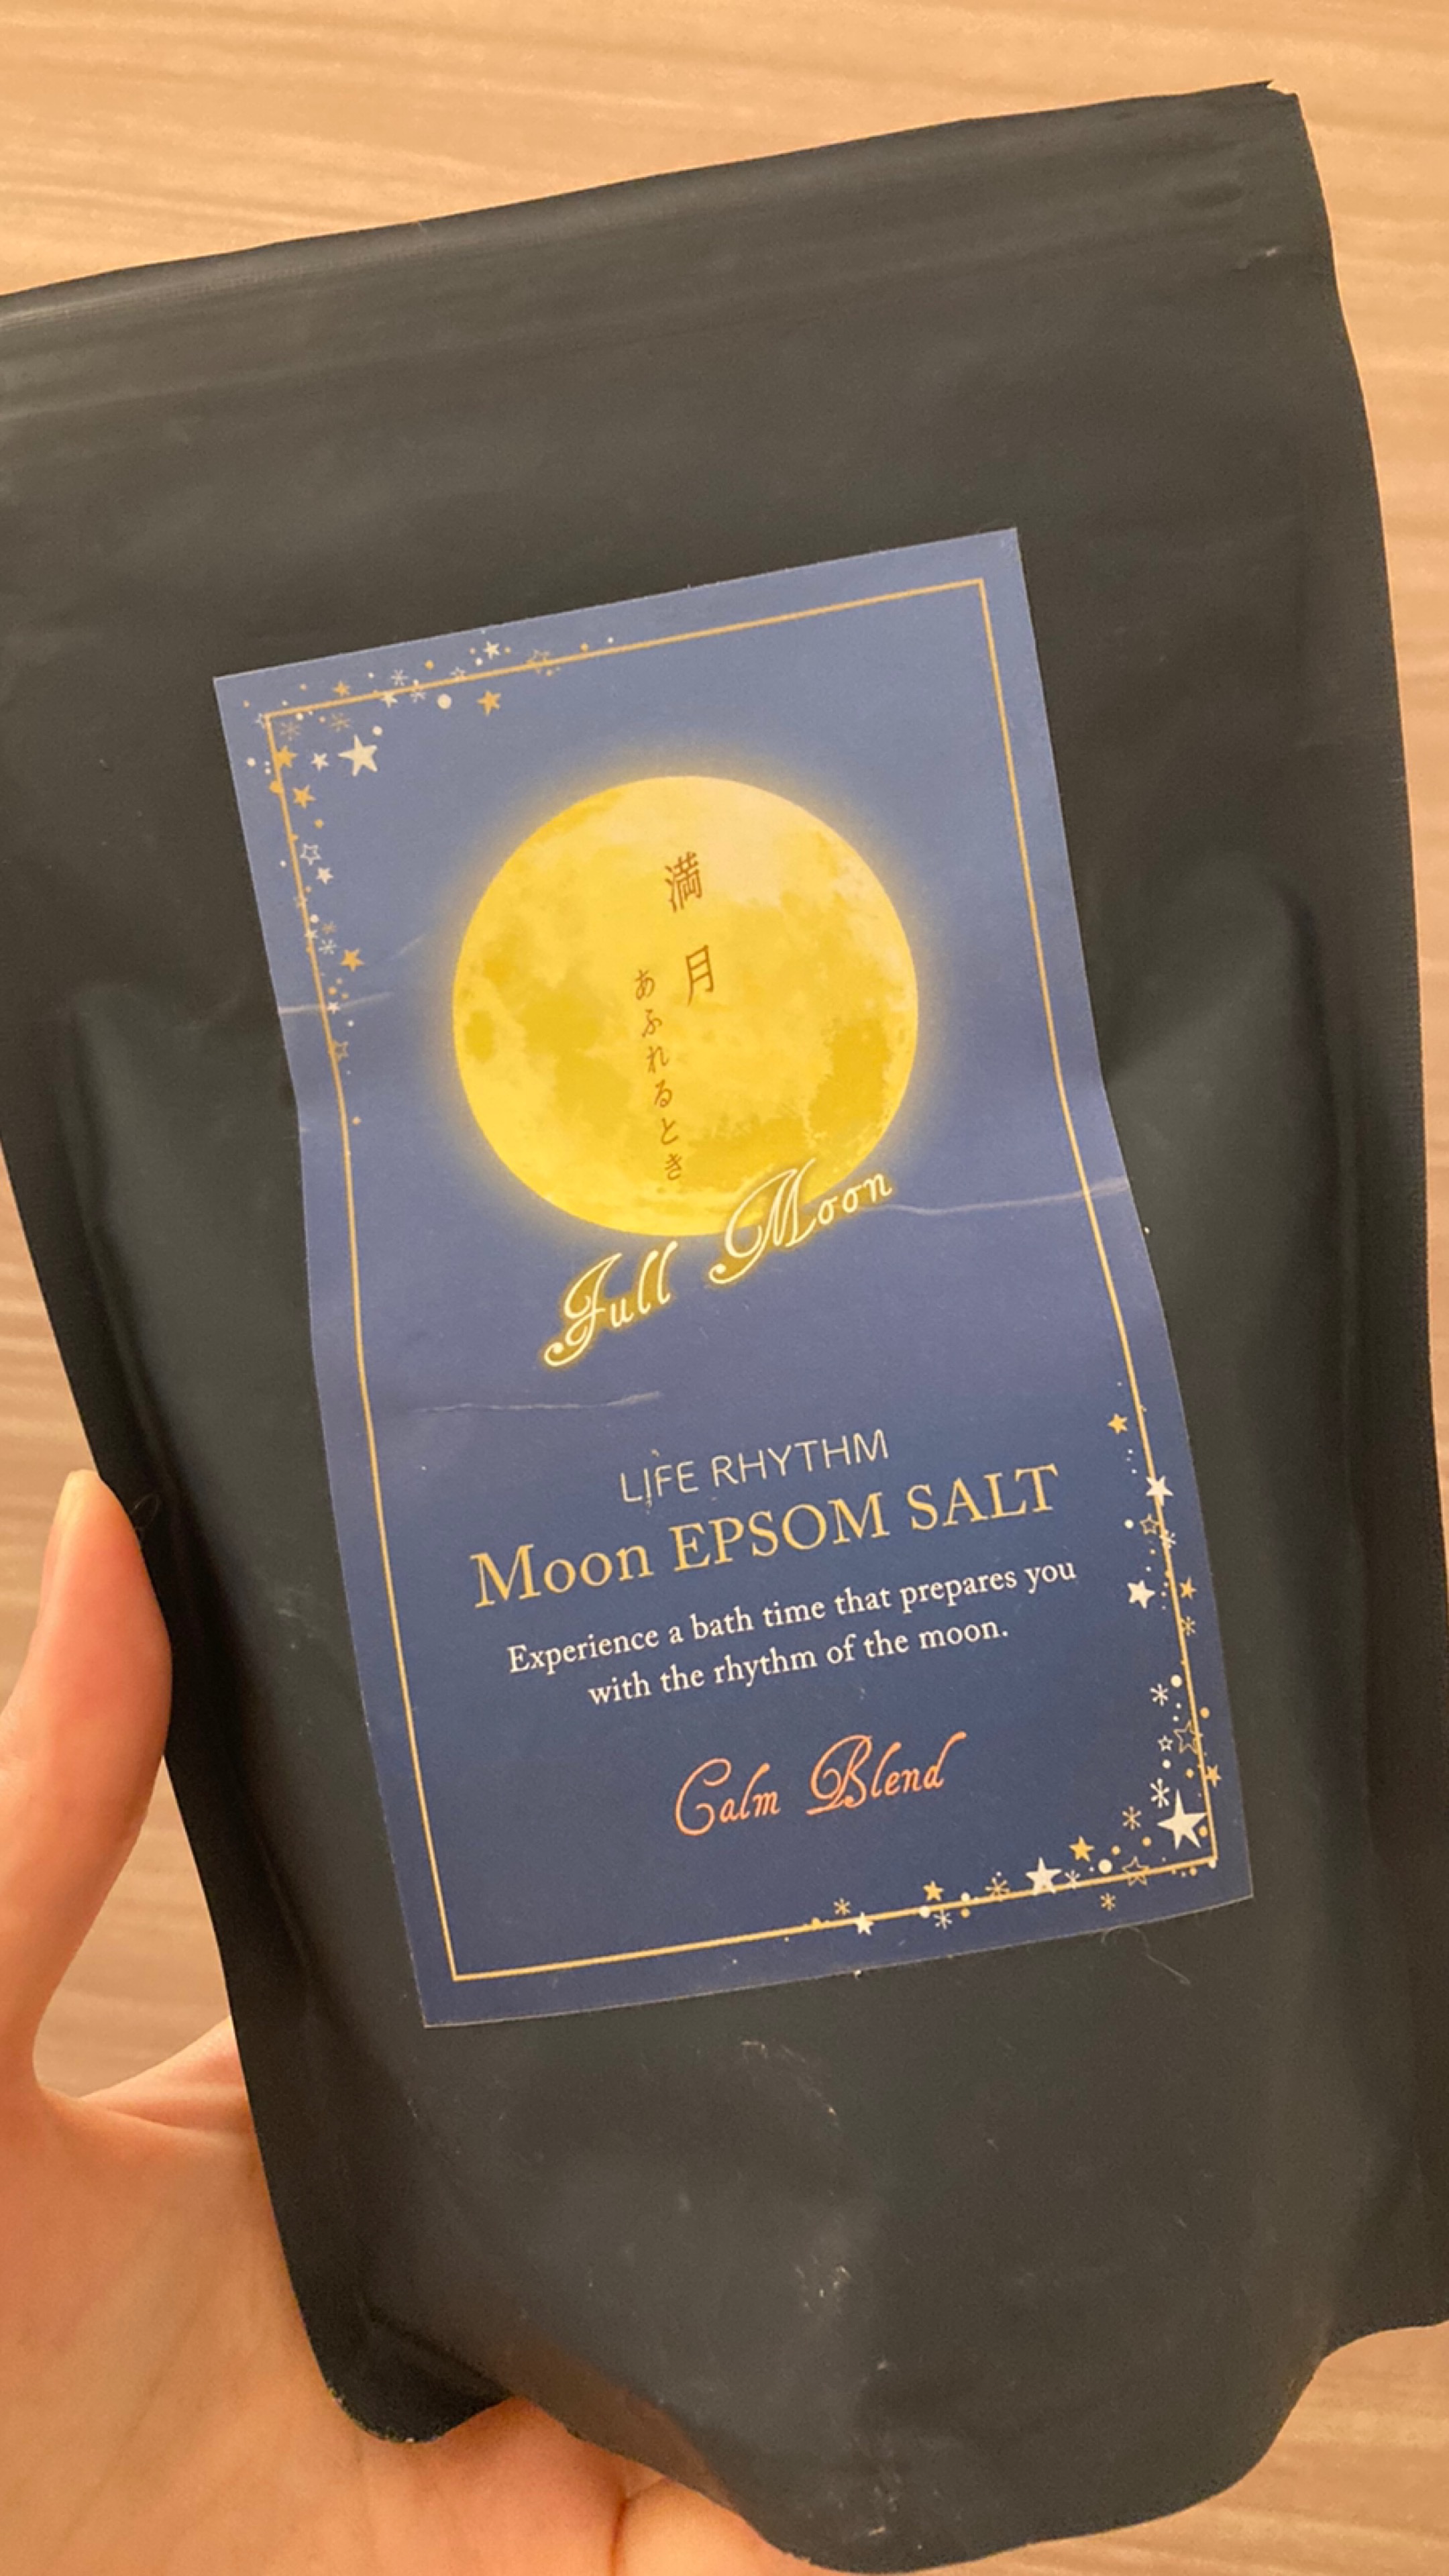 満月
あふれるとき
Full Moon
LIFE RHYTHM
Moon EPSOM SALT
Experience a bath time that prepares you
with the rhythm of the moon.
Calm Blend